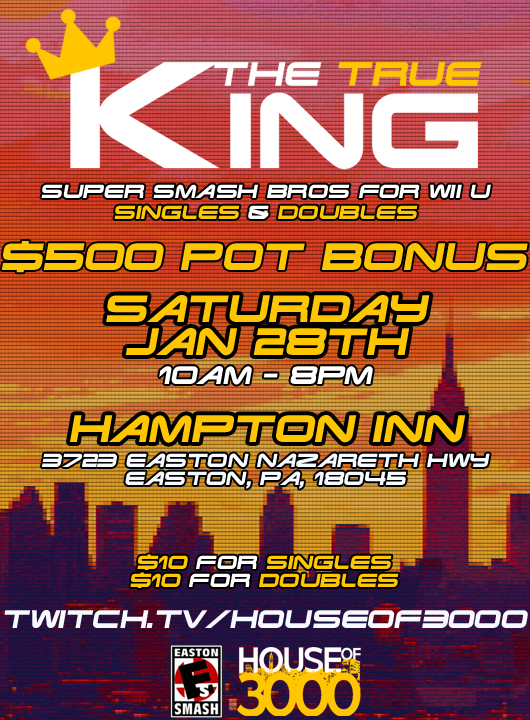 THE TRUE
KING
SUPER SMASH BROS FOR WII U
SINGLES & DOUBLES
$500 POT BONUS
SATURDAY
JAN 28TH
10AM - 8PM
HAMPTON INN
3723 EASTON NAZARETH HWY
EASTON, PA, 18045
$10 FOR SINGLES
$10 FOR DOUBLES
TWITCH.TV/HOUSEOF3000
EASTON
ES
SMASH
HOUSE OF
3000